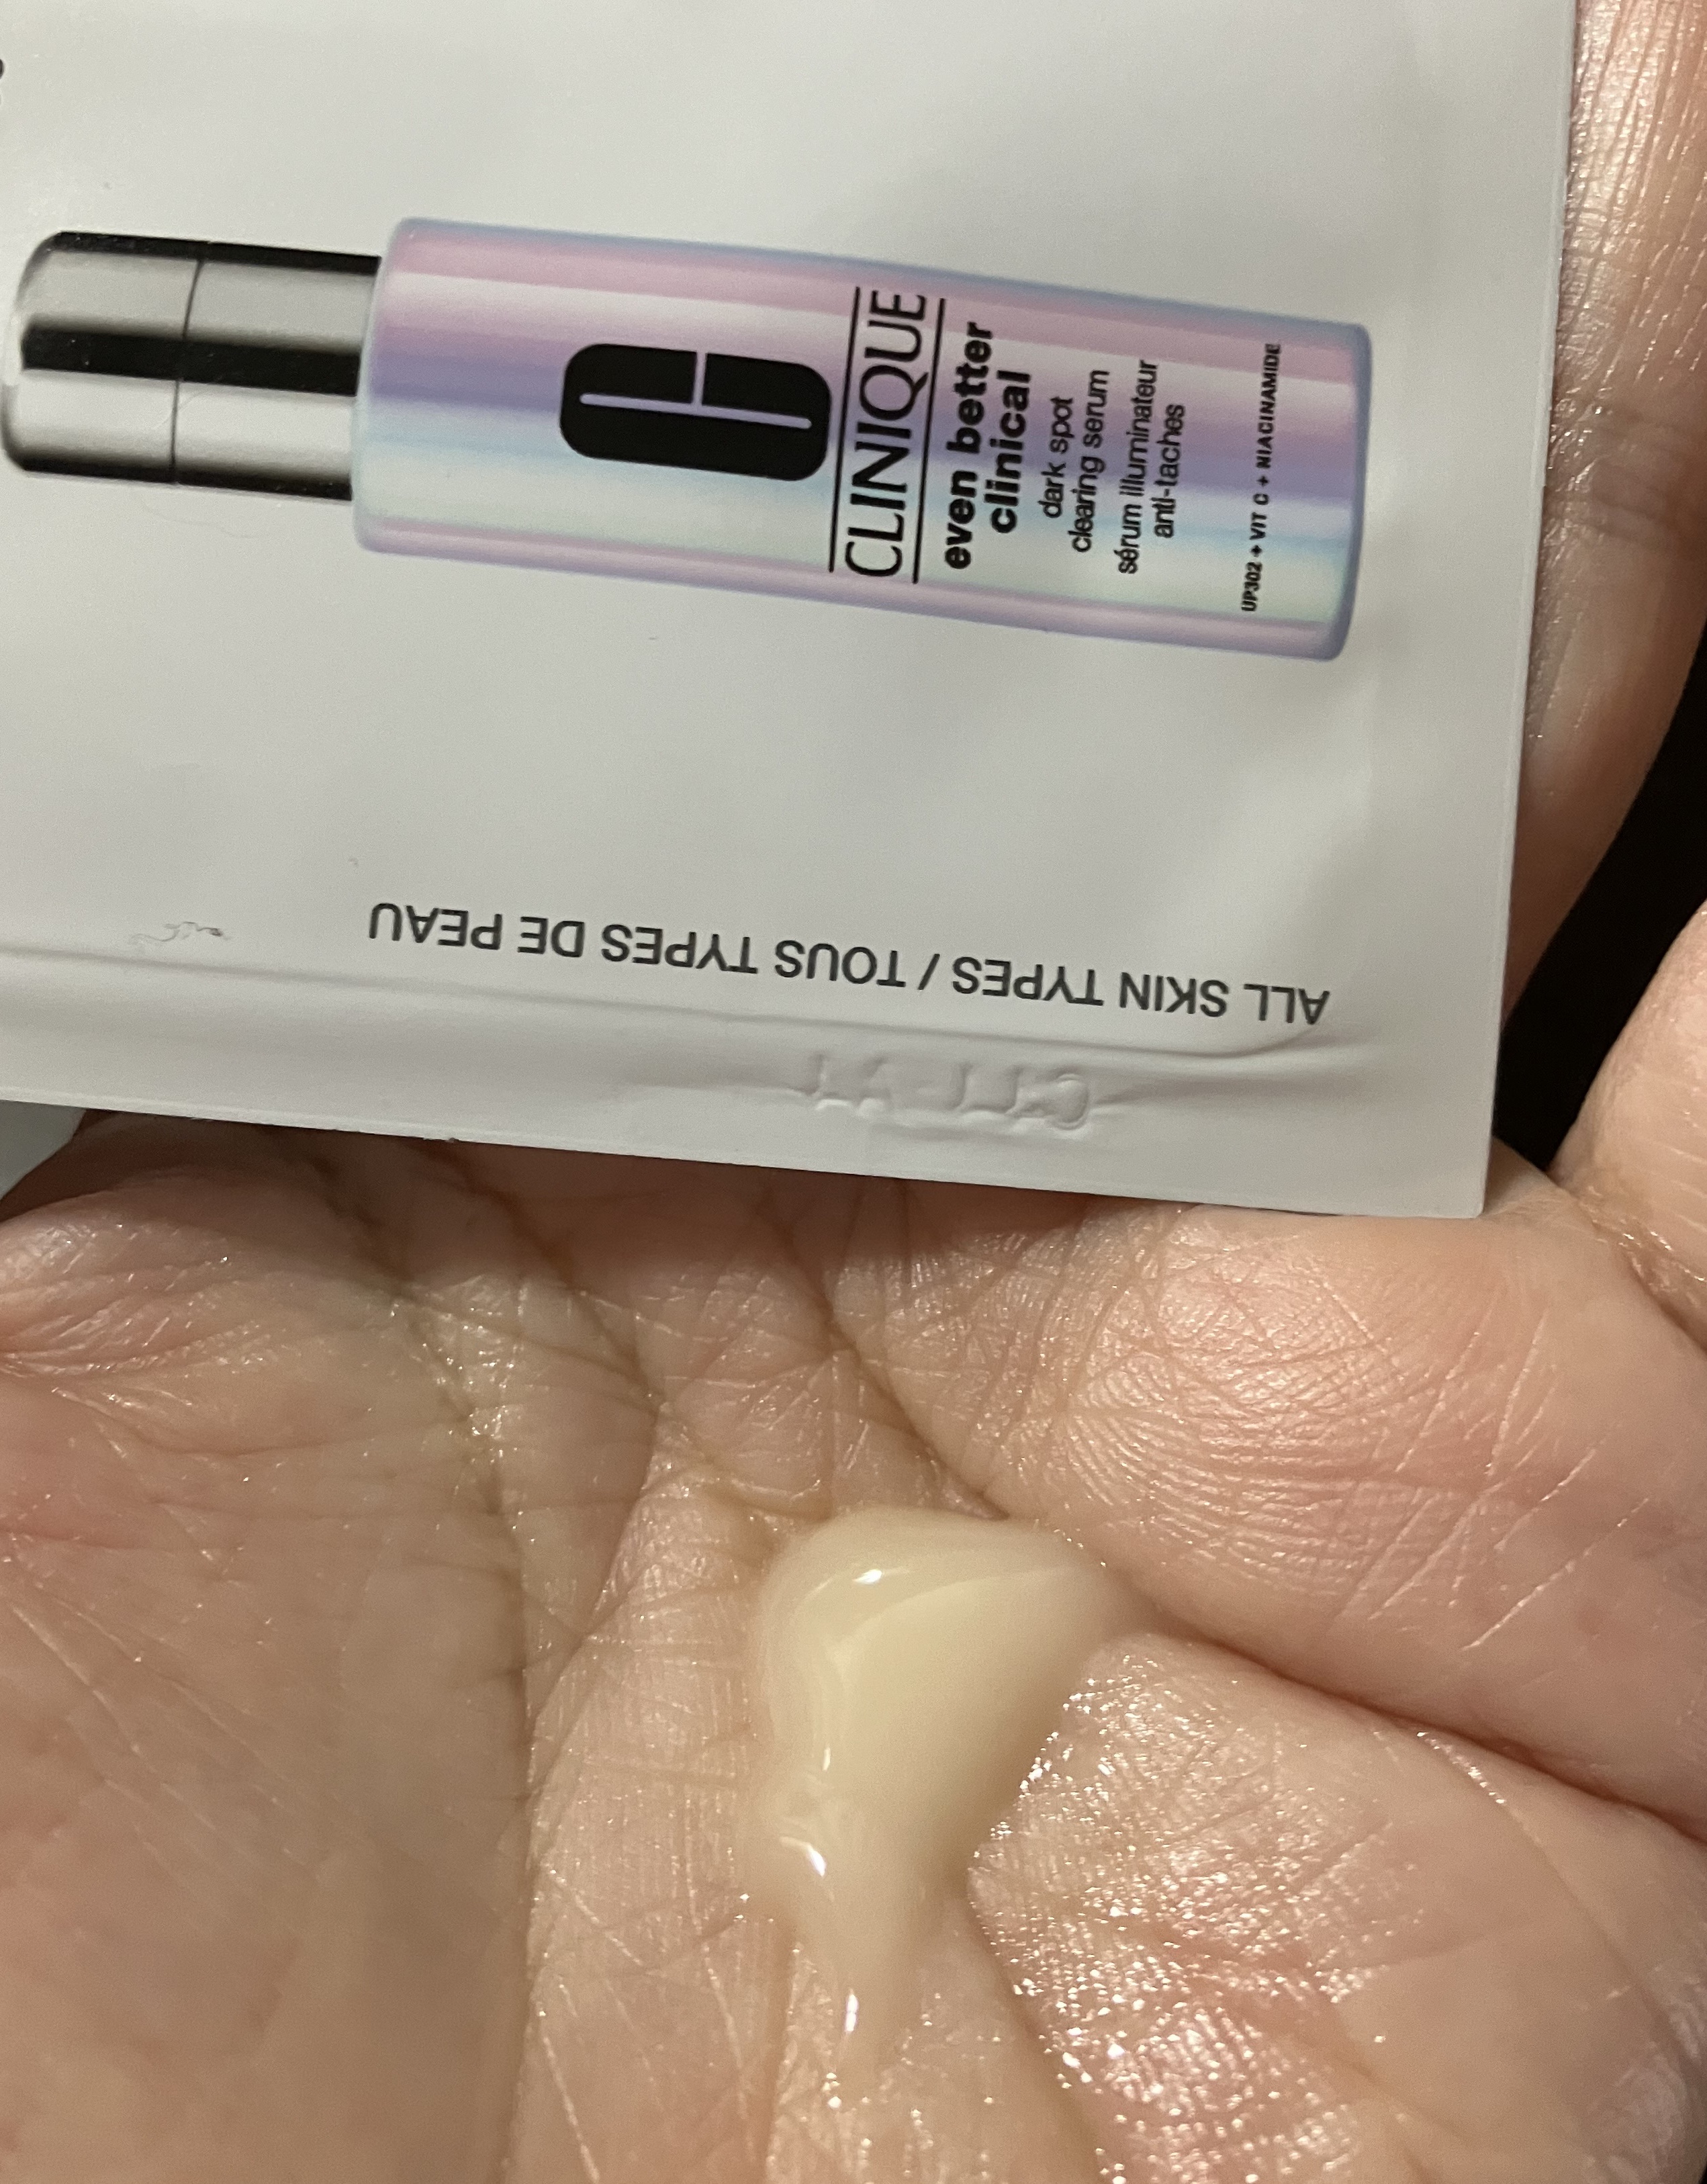 CLINIQUE
even better
clinical
dark spot
clearing serum
sérum illuminateur
anti-taches
UP302 + VIT C + NIACINAMIDE
ALL SKIN TYPES / TOUS TYPES DE PEAU